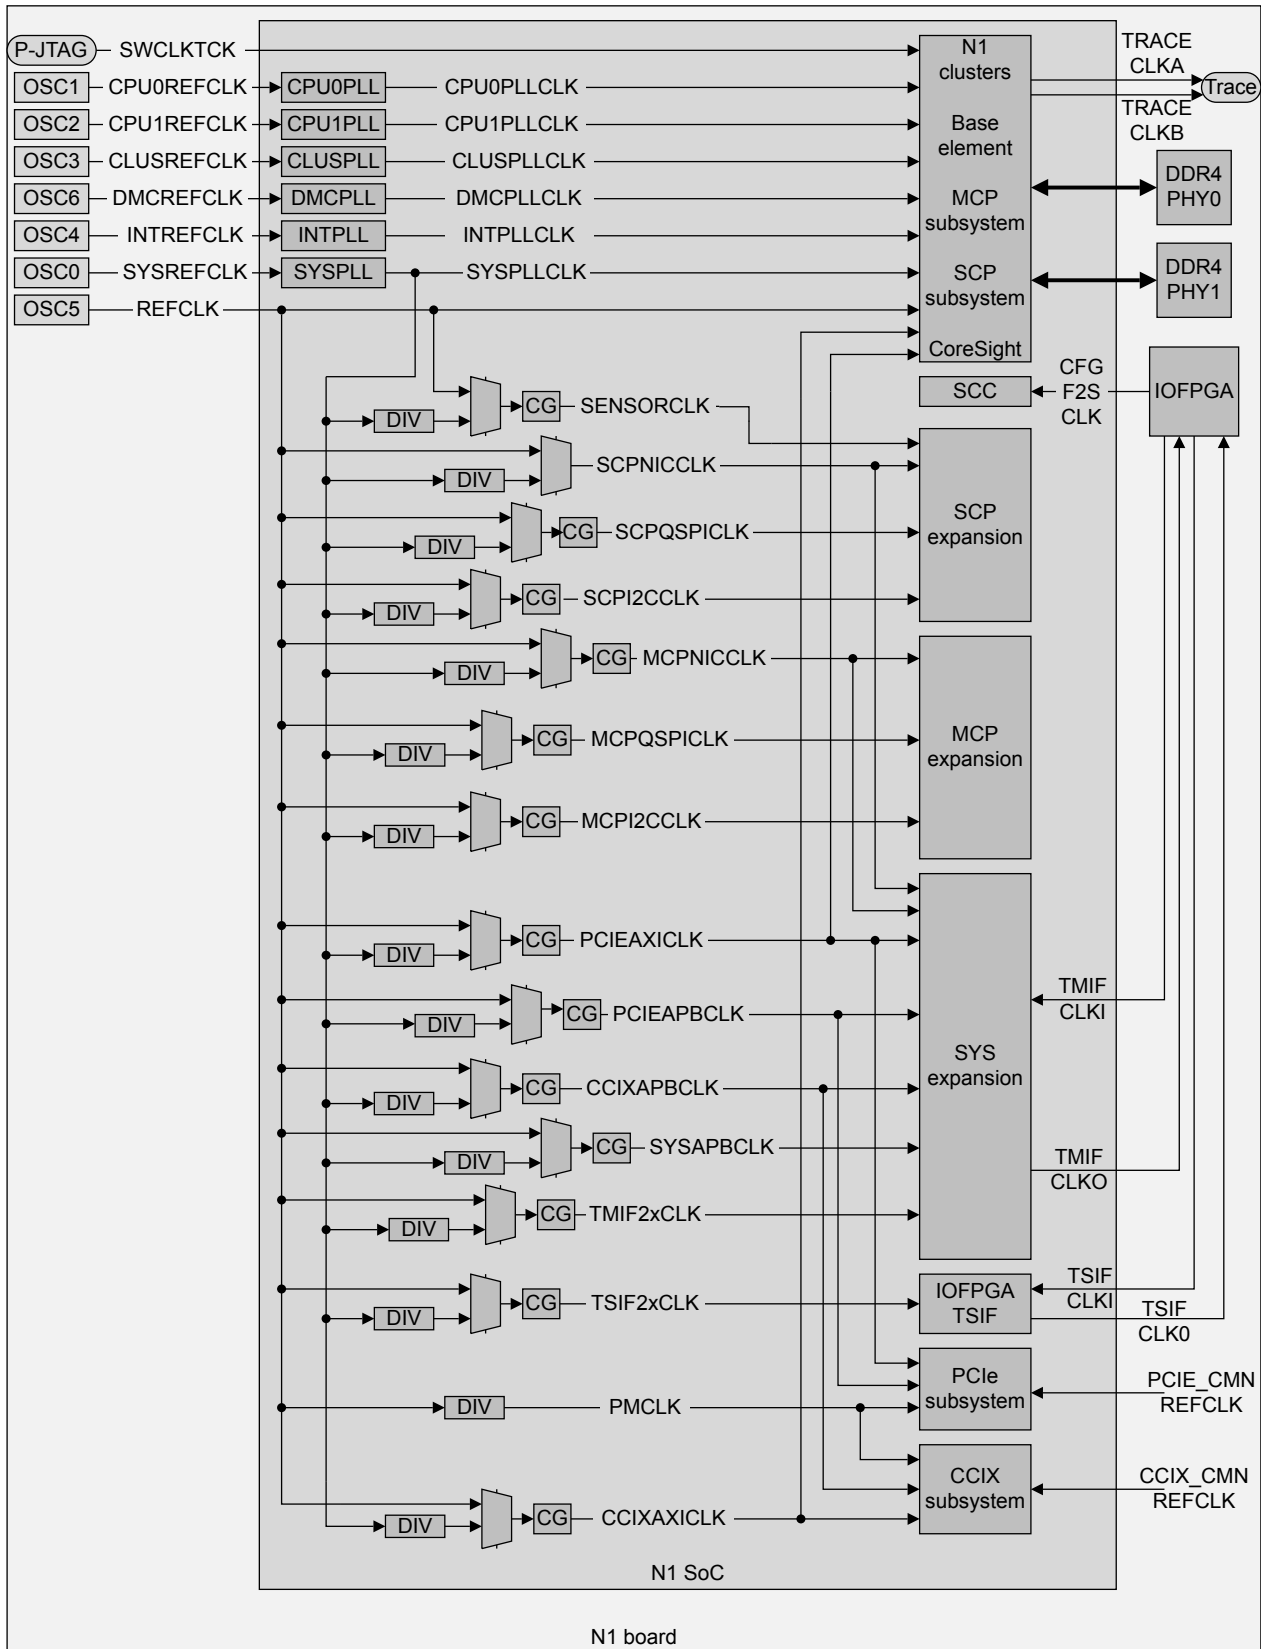 P-JTAG SWCLKTCK
OSC1 CPU0REFCLK CPU0PLL CPU0PLLCLK
OSC2 CPU1REFCLK CPU1PLL CPU1PLLCLK
OSC3 CLUSREFCLK CLUSPLL CLUSPLLCLK
OSC6 DMCREFCLK DMCPLL DMCPLLCLK
OSC4 INTREFCLK INTPLL INTPLLCLK
OSC0 SYSREFCLK SYSPLL SYSPLLCLK
OSC5 REFCLK
N1
clusters
Base
element
MCP
subsystem
SCP
subsystem
CoreSight
TRACE
CLKA
Trace
TRACE
CLKB
DDR4
PHY0
DDR4
PHY1
SCC
CFG
F2S
CLK
IOFPGA
DIV CG SENSORCLK
DIV SCPNICCLK
DIV CG SCPQSPICLK
DIV CG SCPI2CCLK
SCP
expansion
DIV CG MCPNICCLK
DIV CG MCPQSPICLK
DIV CG MCPI2CCLK
MCP
expansion
DIV CG PCIEAXICLK
DIV CG PCIEAPBCLK
DIV CG CCIXAPBCLK
DIV CG SYSAPBCLK
DIV CG TMIF2xCLK
SYS
expansion
TMIF
CLKI
TMIF
CLKO
DIV CG TSIF2xCLK
IOFPGA
TSIF
TSIF
CLKI
TSIF
CLK0
DIV PMCLK
PCIe
subsystem
PCIE_CMN
REFCLK
DIV CG CCIXAXICLK
CCIX
subsystem
CCIX_CMN
REFCLK
N1 SoC
N1 board